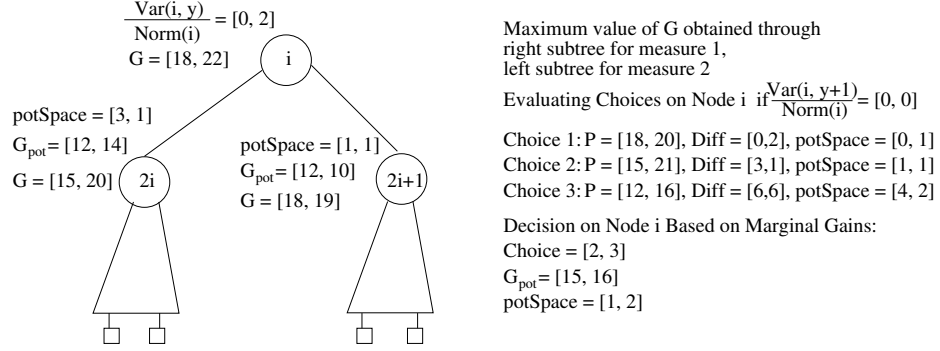 Var(i, y)
Norm(i)
= [0, 2]
G = [18, 22]
i
potSpace = [3, 1]
Gpot = [12, 14]
G = [15, 20]
2i
potSpace = [1, 1]
Gpot = [12, 10]
G = [18, 19]
2i+1
Maximum value of G obtained through
right subtree for measure 1,
left subtree for measure 2
Evaluating Choices on Node i if Var(i, y+1) / Norm(i) = [0, 0]
Choice 1: P = [18, 20], Diff = [0,2], potSpace = [0, 1]
Choice 2: P = [15, 21], Diff = [3,1], potSpace = [1, 1]
Choice 3: P = [12, 16], Diff = [6,6], potSpace = [4, 2]
Decision on Node i Based on Marginal Gains:
Choice = [2, 3]
Gpot = [15, 16]
potSpace = [1, 2]